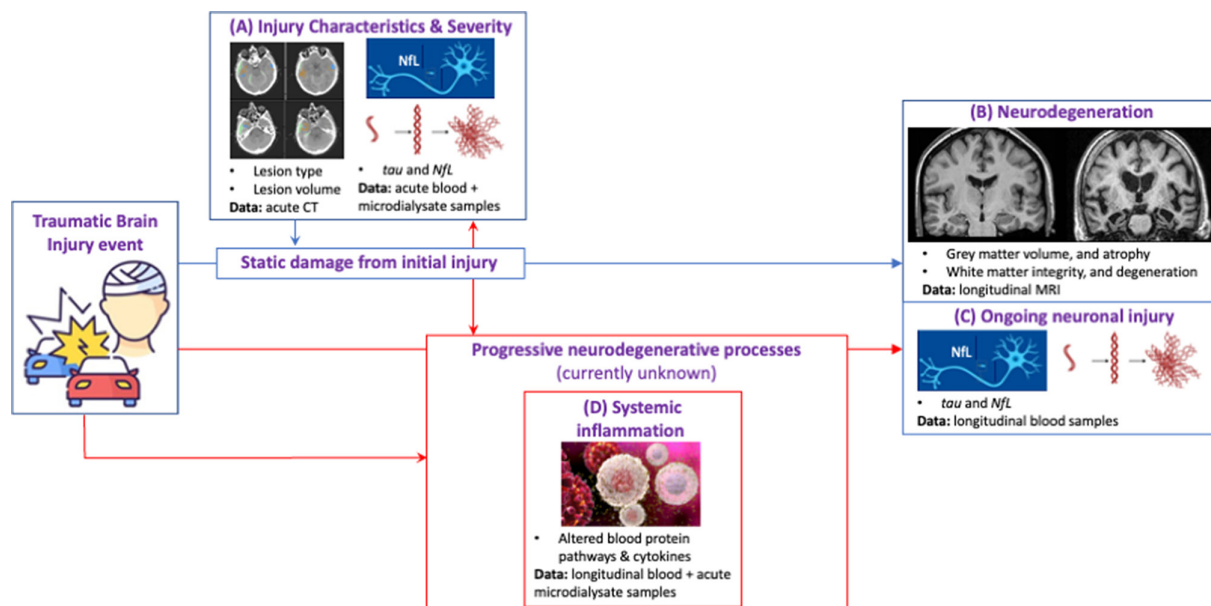 (A) Injury Characteristics & Severity
NfL
• Lesion type
• Lesion volume
Data: acute CT
• tau and NfL
Data: acute blood +
microdialysate samples
Traumatic Brain
Injury event
Static damage from initial injury
(B) Neurodegeneration
• Grey matter volume, and atrophy
• White matter integrity, and degeneration
Data: longitudinal MRI
(C) Ongoing neuronal injury
NfL
• tau and NfL
Data: longitudinal blood samples
Progressive neurodegenerative processes
(currently unknown)
(D) Systemic
inflammation
• Altered blood protein
pathways & cytokines
Data: longitudinal blood + acute
microdialysate samples